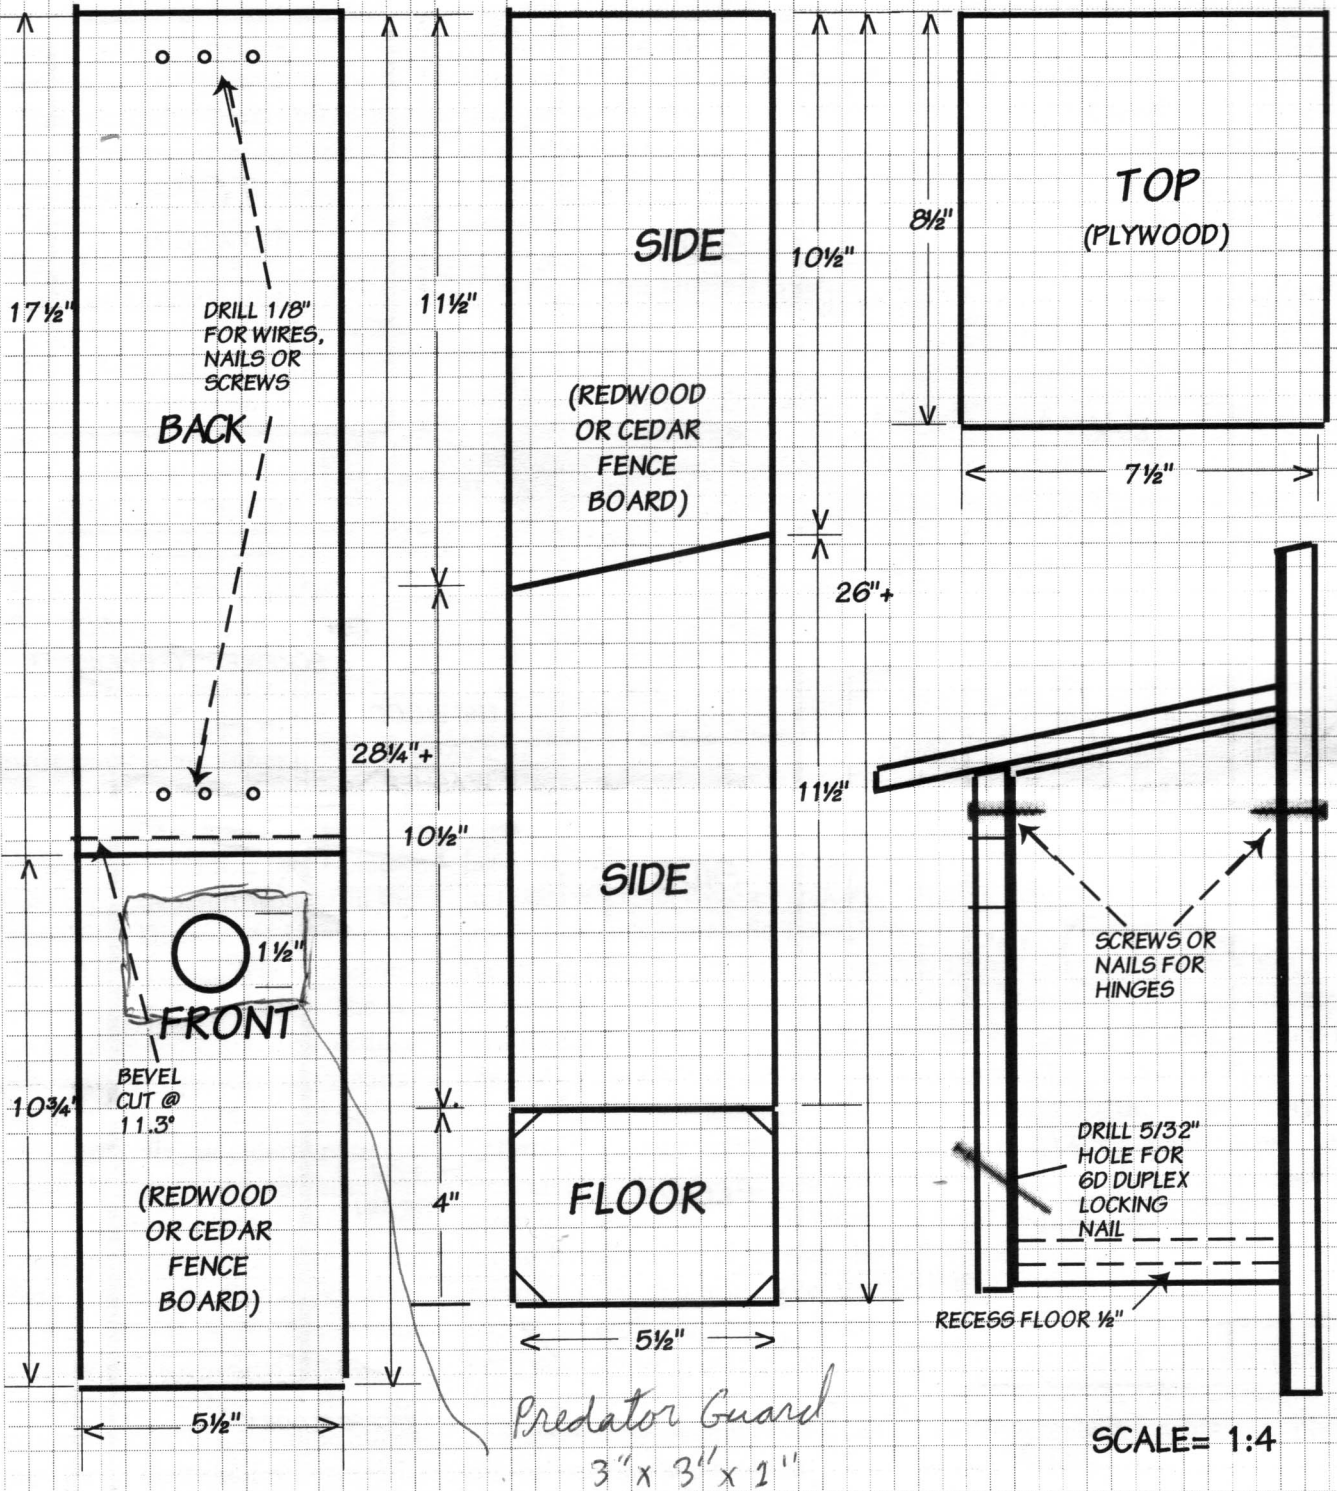 17½"
DRILL 1/8"
FOR WIRES,
NAILS OR
SCREWS
BACK
28¼"+
1½"
FRONT
BEVEL
CUT @
11.3°
10¾"
(REDWOOD
OR CEDAR
FENCE
BOARD)
5½"
11½"
SIDE
10½"
(REDWOOD
OR CEDAR
FENCE
BOARD)
26"+
10½"
11½"
SIDE
4"
FLOOR
5½"
Predator Guard
3" x 3" x 1"
8½"
TOP
(PLYWOOD)
7½"
SCREWS OR
NAILS FOR
HINGES
DRILL 5/32"
HOLE FOR
6D DUPLEX
LOCKING
NAIL
RECESS FLOOR ½"
SCALE= 1:4